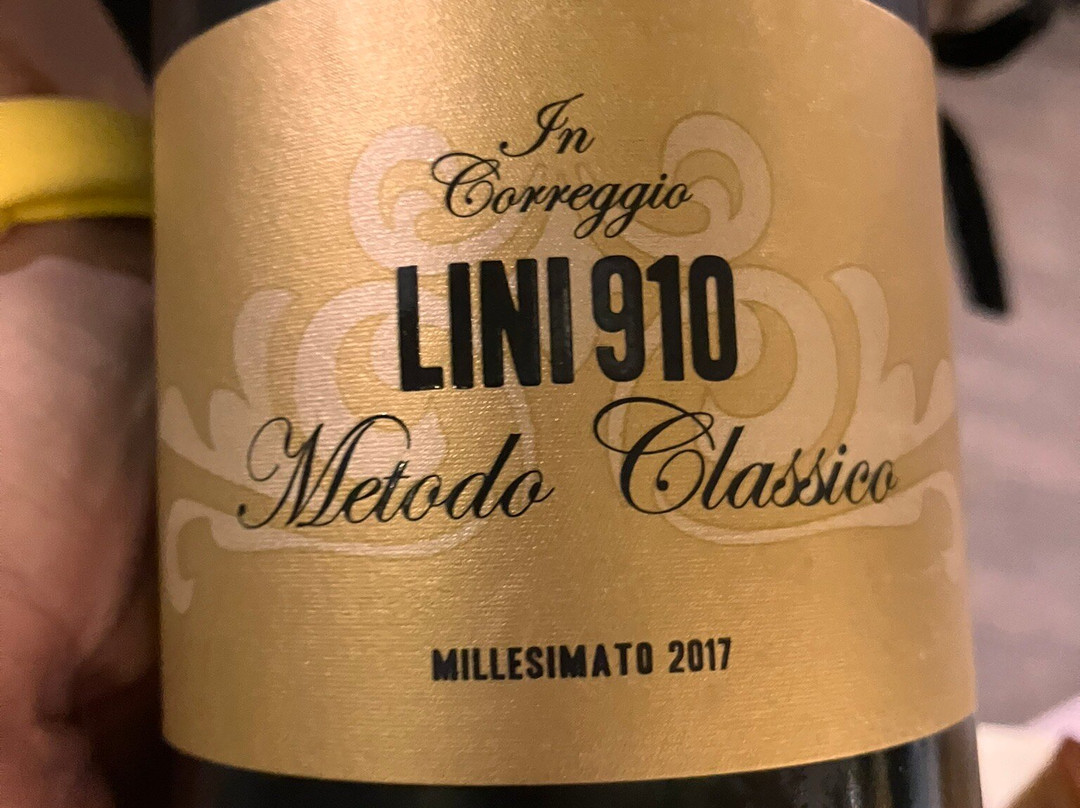 In
Correggio
LINI 910
Metodo Classico
MILLESIMATO 2017